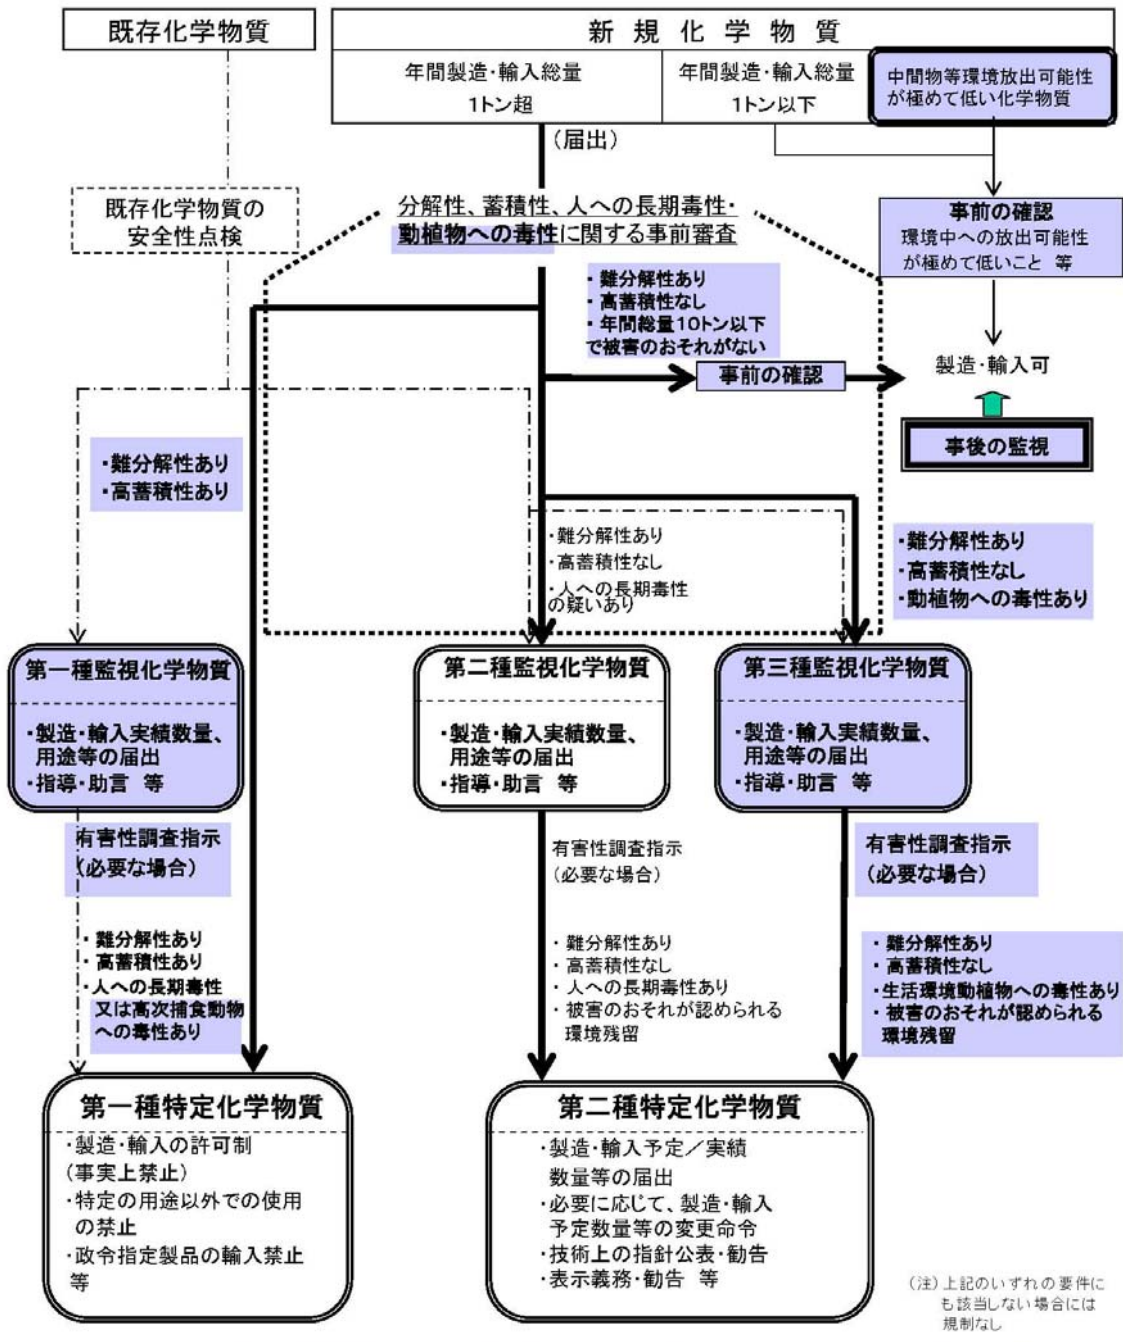 既存化学物質
新規化学物質
年間製造・輸入総量
1トン超
年間製造・輸入総量
1トン以下
中間物等環境放出可能性
が極めて低い化学物質
(届出)
既存化学物質の
安全性点検
分解性、蓄積性、人への長期毒性・
動植物への毒性に関する事前審査
事前の確認
環境中への放出可能性
が極めて低いこと 等
・難分解性あり
・高蓄積性なし
・年間総量10トン以下
で被害のおそれがない
事前の確認
製造・輸入可
事後の監視
・難分解性あり
・高蓄積性あり
・難分解性あり
・高蓄積性なし
・人への長期毒性
の疑いあり
・難分解性あり
・高蓄積性なし
・動植物への毒性あり
第一種監視化学物質
・製造・輸入実績数量、
用途等の届出
・指導・助言 等
第二種監視化学物質
・製造・輸入実績数量、
用途等の届出
・指導・助言 等
第三種監視化学物質
・製造・輸入実績数量、
用途等の届出
・指導・助言 等
有害性調査指示
(必要な場合)
有害性調査指示
(必要な場合)
有害性調査指示
(必要な場合)
・難分解性あり
・高蓄積性あり
・人への長期毒性
又は高次捕食動物
への毒性あり
・難分解性あり
・高蓄積性なし
・人への長期毒性あり
・被害のおそれが認められる
環境残留
・難分解性あり
・高蓄積性なし
・生活環境動植物への毒性あり
・被害のおそれが認められる
環境残留
第一種特定化学物質
・製造・輸入の許可制
(事実上禁止)
・特定の用途以外での使用
の禁止
・政令指定製品の輸入禁止
等
第二種特定化学物質
・製造・輸入予定／実績
数量等の届出
・必要に応じて、製造・輸入
予定数量等の変更命令
・技術上の指針公表・勧告
・表示義務・勧告 等
(注)上記のいずれの要件に
も該当しない場合には
規制なし